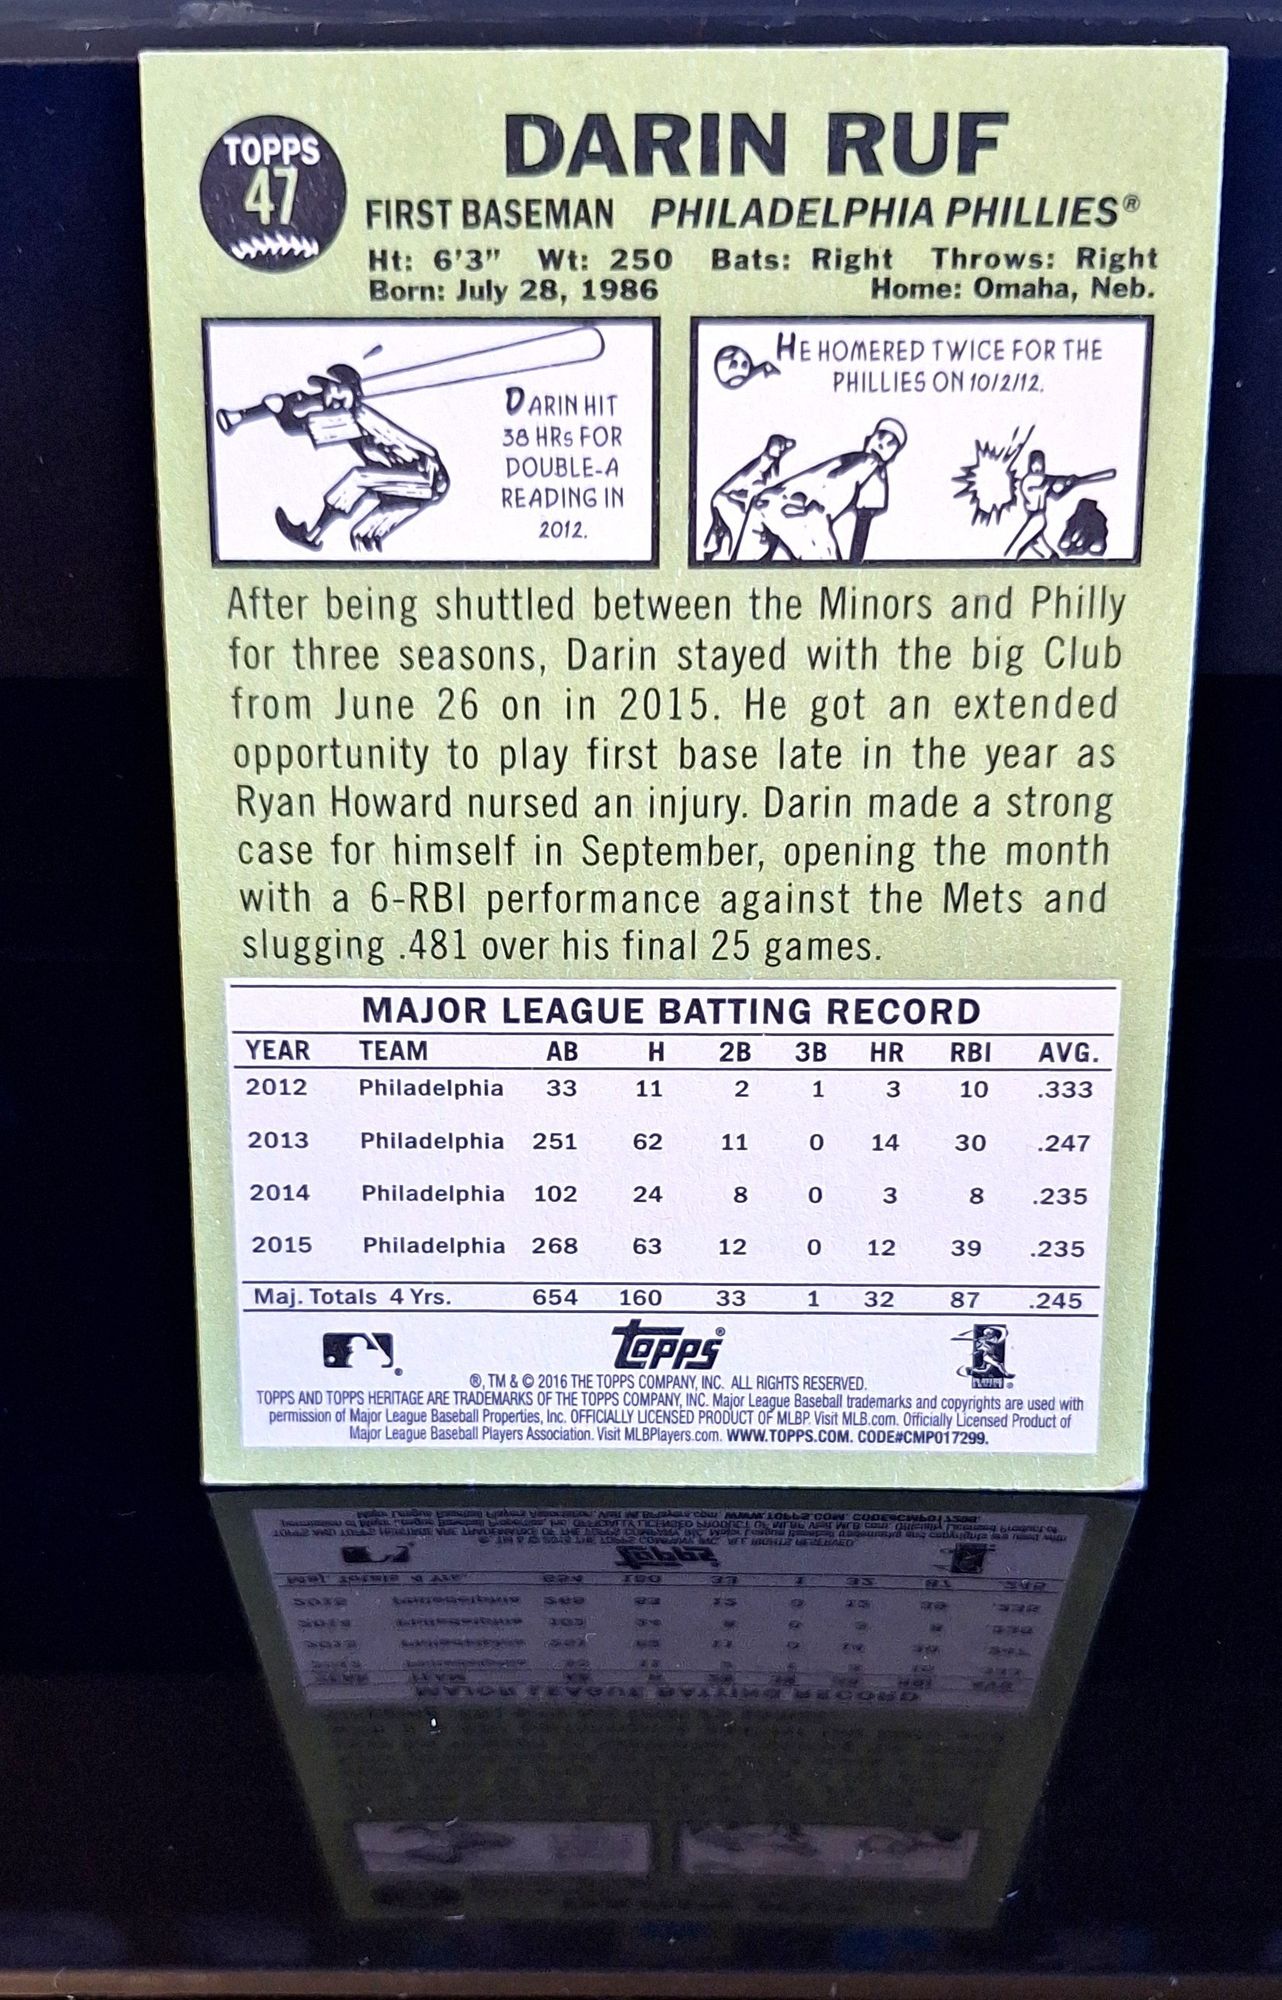 TOPPS
47
DARIN RUF
FIRST BASEMAN PHILADELPHIA PHILLIES®
Ht: 6'3" Wt: 250 Bats: Right Throws: Right
Born: July 28, 1986 Home: Omaha, Neb.
DARIN HIT
38 HRs FOR
DOUBLE-A
READING IN
2012.
HE HOMERED TWICE FOR THE
PHILLIES ON 10/2/12.
After being shuttled between the Minors and Philly
for three seasons, Darin stayed with the big Club
from June 26 on in 2015. He got an extended
opportunity to play first base late in the year as
Ryan Howard nursed an injury. Darin made a strong
case for himself in September, opening the month
with a 6-RBI performance against the Mets and
slugging .481 over his final 25 games.
MAJOR LEAGUE BATTING RECORD
YEAR TEAM AB H 2B 3B HR RBI AVG.
2012 Philadelphia 33 11 2 1 3 10 .333
2013 Philadelphia 251 62 11 0 14 30 .247
2014 Philadelphia 102 24 8 0 3 8 .235
2015 Philadelphia 268 63 12 0 12 39 .235
Maj. Totals 4 Yrs. 654 160 33 1 32 87 .245
Topps®
®, TM & © 2016 THE TOPPS COMPANY, INC. ALL RIGHTS RESERVED.
TOPPS AND TOPPS HERITAGE ARE TRADEMARKS OF THE TOPPS COMPANY, INC. Major League Baseball trademarks and copyrights are used with
permission of Major League Baseball Properties, Inc. OFFICIALLY LICENSED PRODUCT OF MLBP. Visit MLB.com. Officially Licensed Product of
Major League Baseball Players Association. Visit MLBPlayers.com. WWW.TOPPS.COM. CODE#CMP017299.